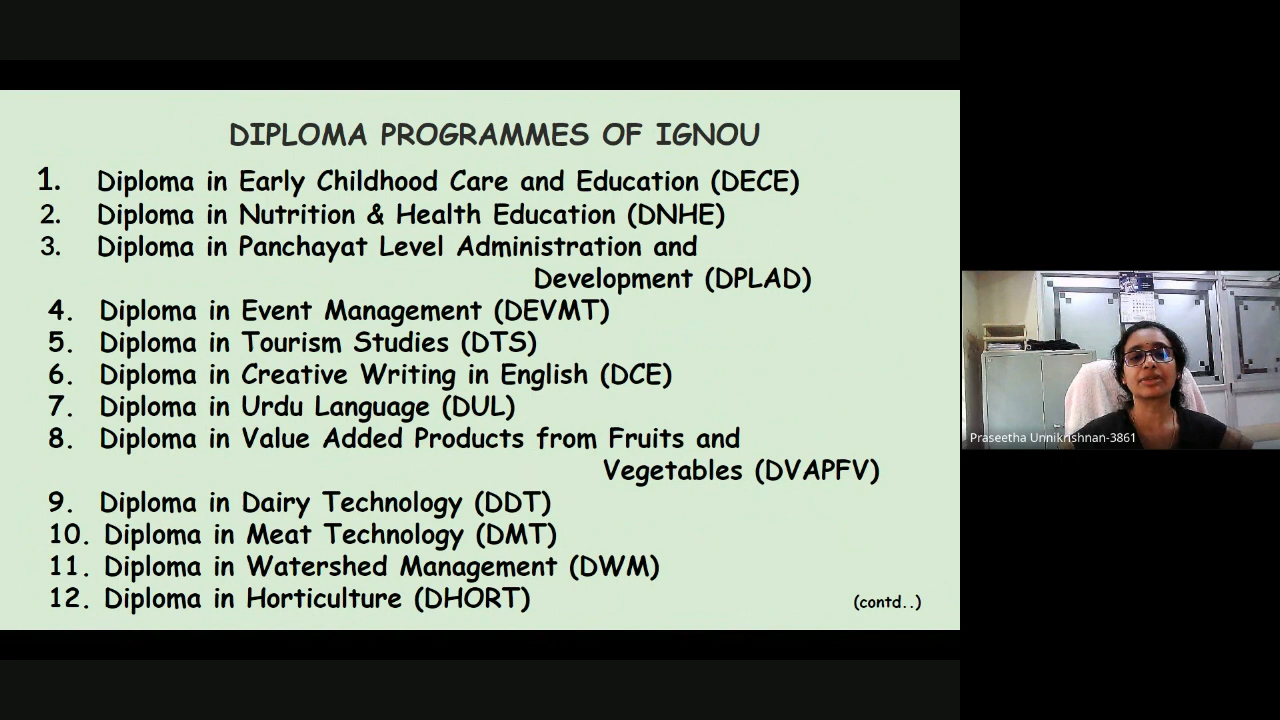 DIPLOMA PROGRAMMES OF IGNOU
1. Diploma in Early Childhood Care and Education (DECE)
2. Diploma in Nutrition & Health Education (DNHE)
3. Diploma in Panchayat Level Administration and
Development (DPLAD)
4. Diploma in Event Management (DEVMT)
5. Diploma in Tourism Studies (DTS)
6. Diploma in Creative Writing in English (DCE)
7. Diploma in Urdu Language (DUL)
8. Diploma in Value Added Products from Fruits and
Vegetables (DVAPFV)
9. Diploma in Dairy Technology (DDT)
10. Diploma in Meat Technology (DMT)
11. Diploma in Watershed Management (DWM)
12. Diploma in Horticulture (DHORT)
(contd..)
Praseetha Unnikrishnan-3861